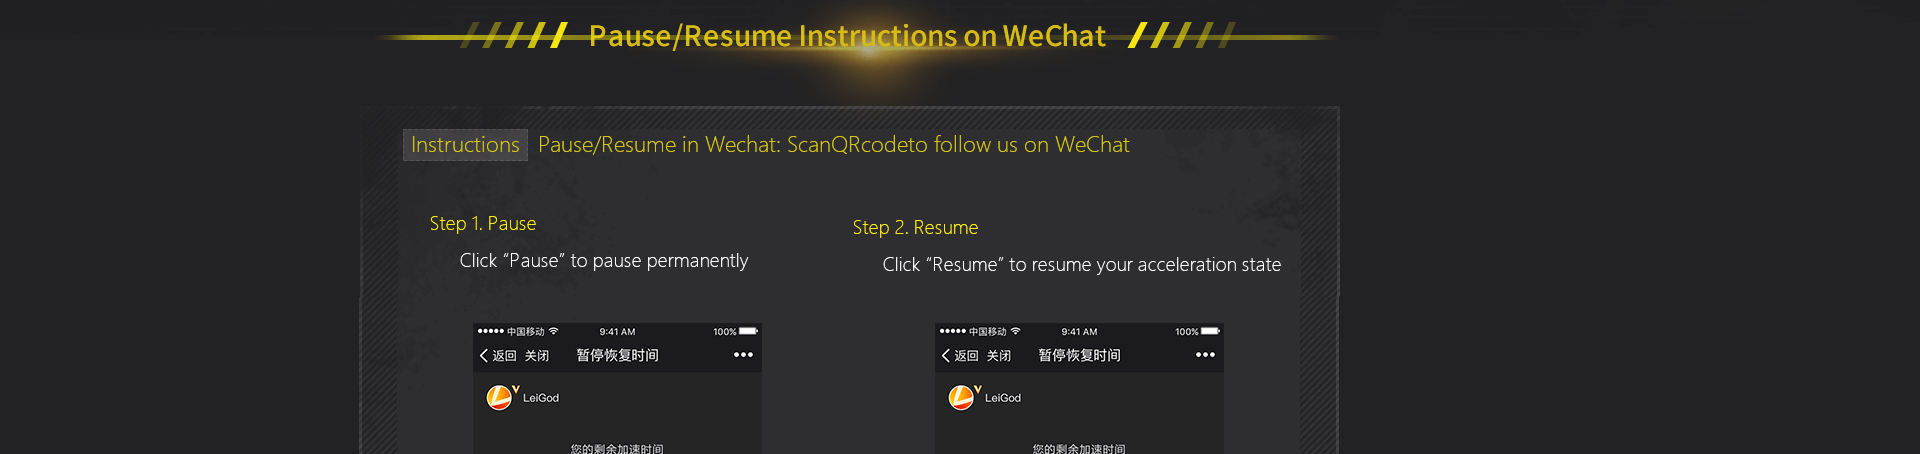 Pause/Resume Instructions on WeChat
Instructions Pause/Resume in Wechat: ScanQRcodeto follow us on WeChat
Step 1. Pause
Click “Pause” to pause permanently
Step 2. Resume
Click “Resume” to resume your acceleration state
中国移动 9:41 AM 100%
返回 关闭 暂停恢复时间
LeiGod
您的剩余加速时间
中国移动 9:41 AM 100%
返回 关闭 暂停恢复时间
LeiGod
您的剩余加速时间